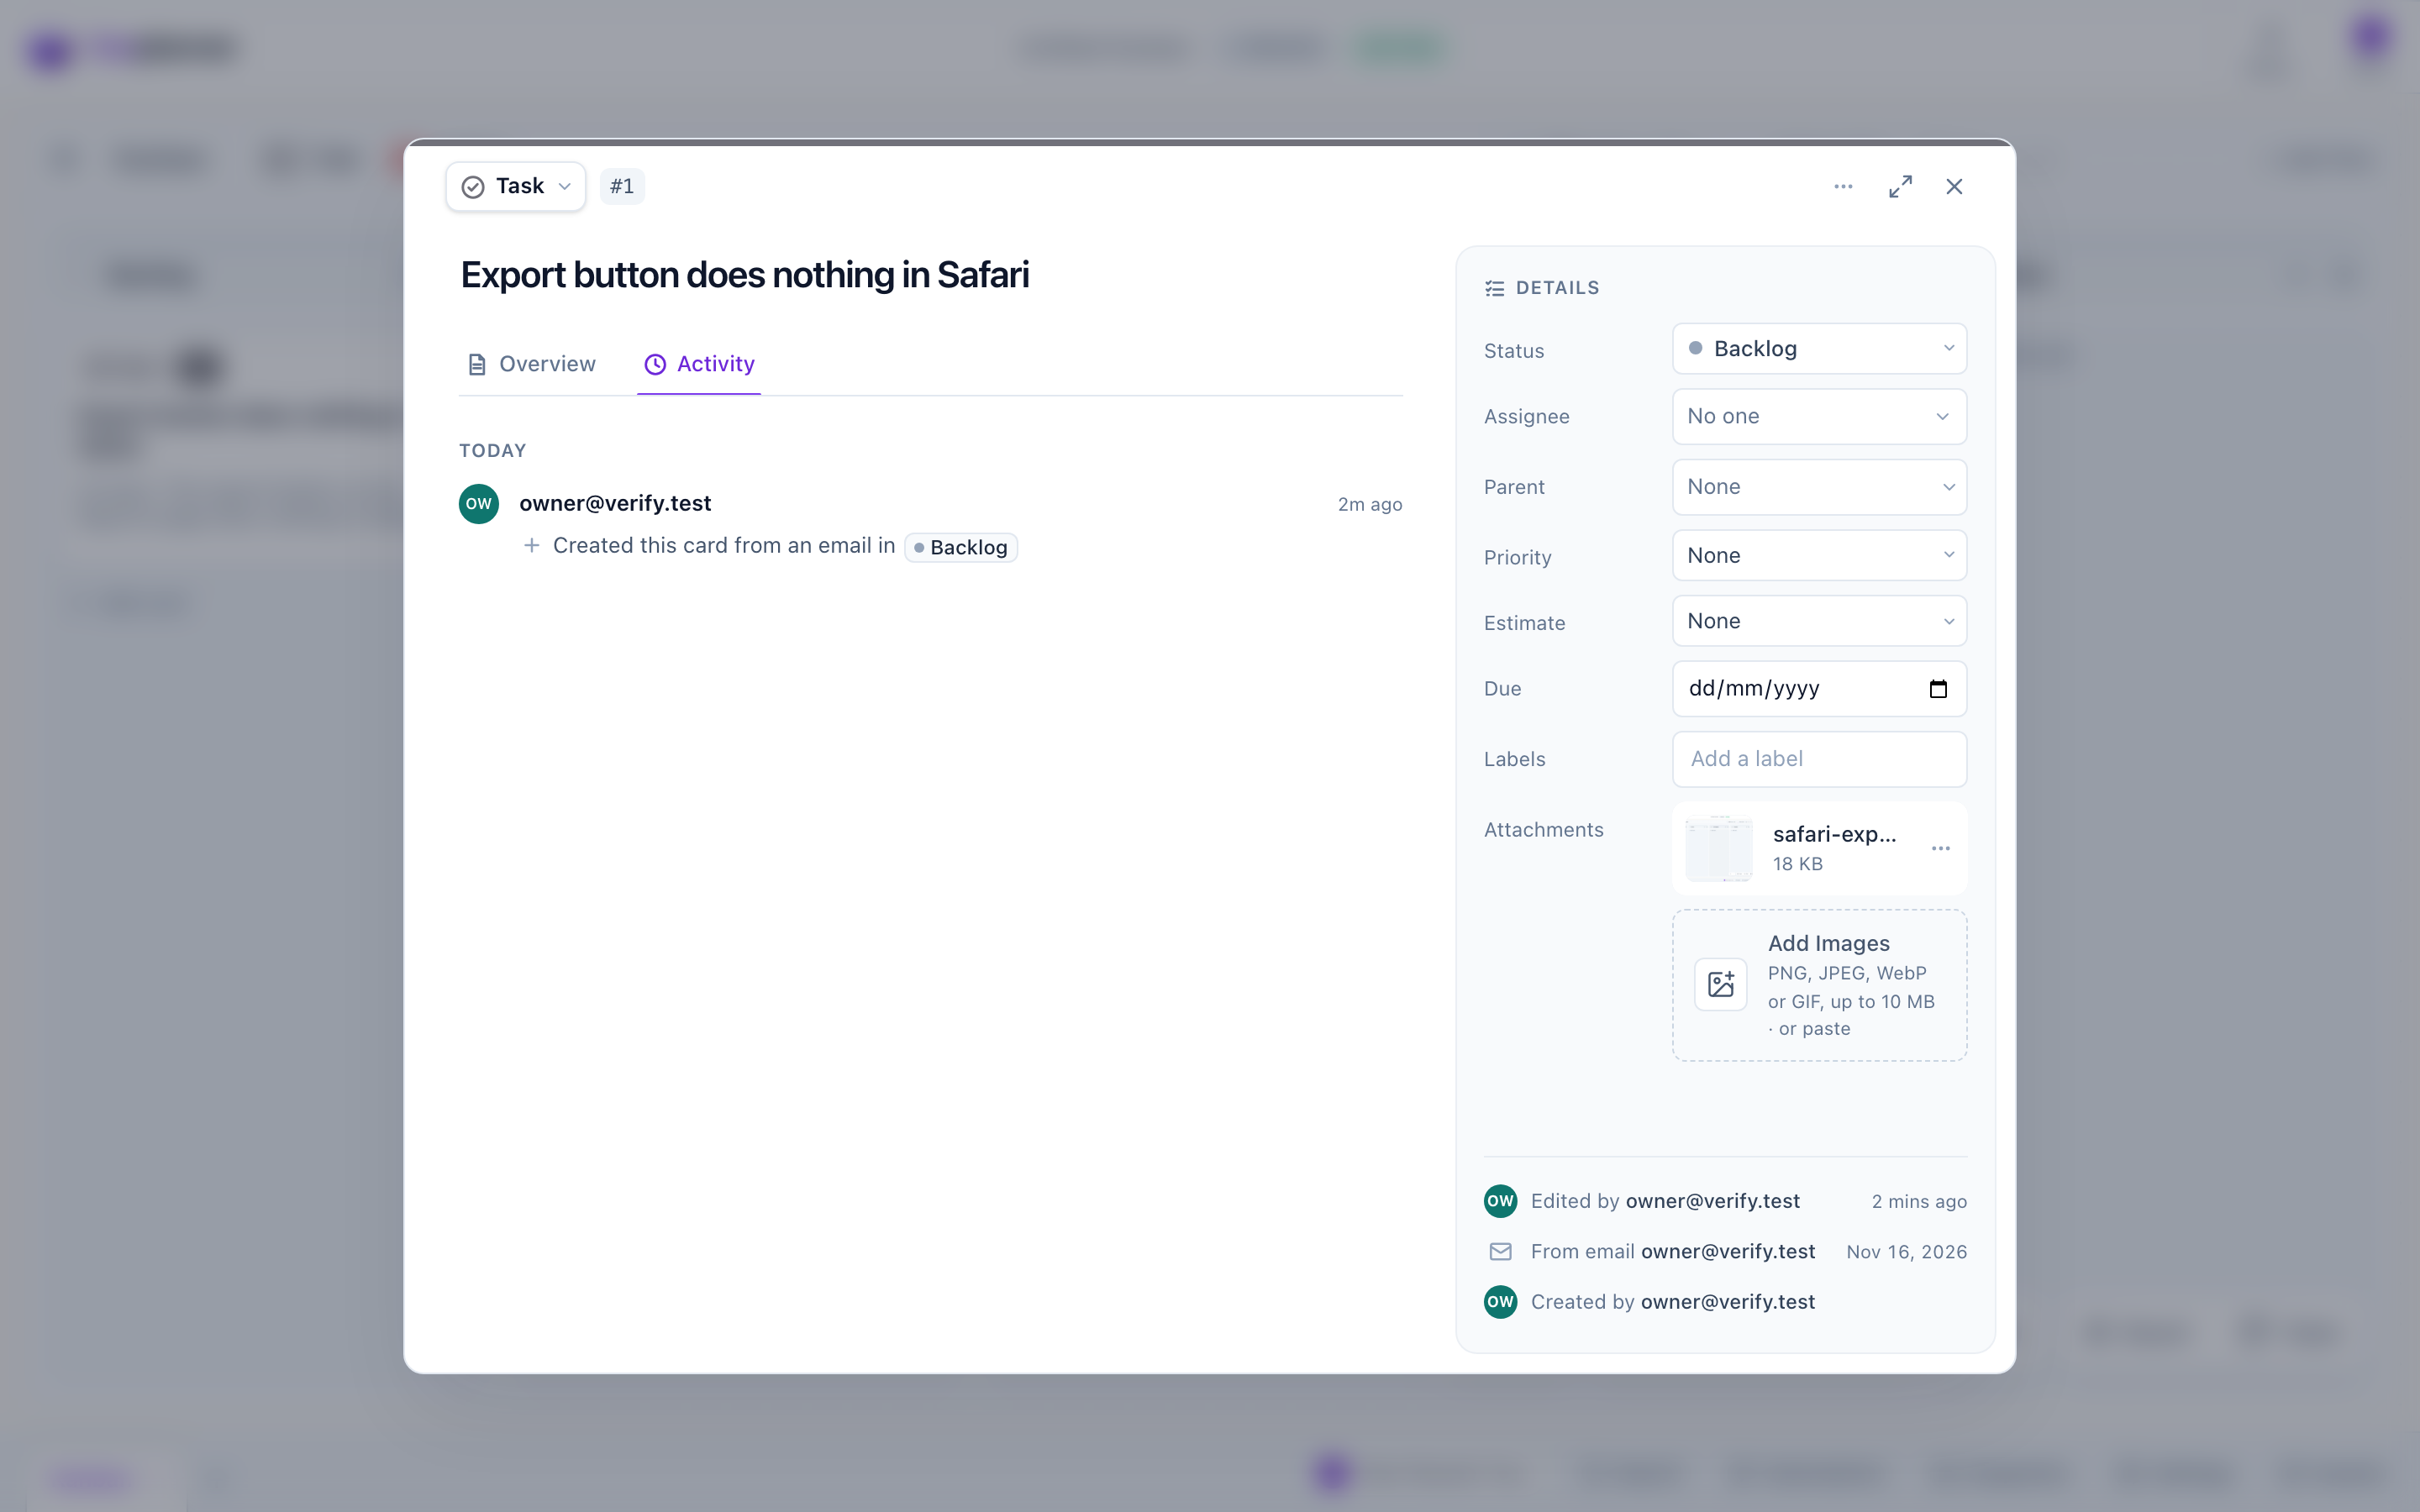 Task
#1
Export button does nothing in Safari
Overview
Activity
TODAY
OW
owner@verify.test
2m ago
Created this card from an email in Backlog
DETAILS
Status
Backlog
Assignee
No one
Parent
None
Priority
None
Estimate
None
Due
dd/mm/yyyy
Labels
Add a label
Attachments
safari-exp...
18 KB
Add Images
PNG, JPEG, WebP
or GIF, up to 10 MB
· or paste
OW
Edited by owner@verify.test
2 mins ago
From email owner@verify.test
Nov 16, 2026
OW
Created by owner@verify.test